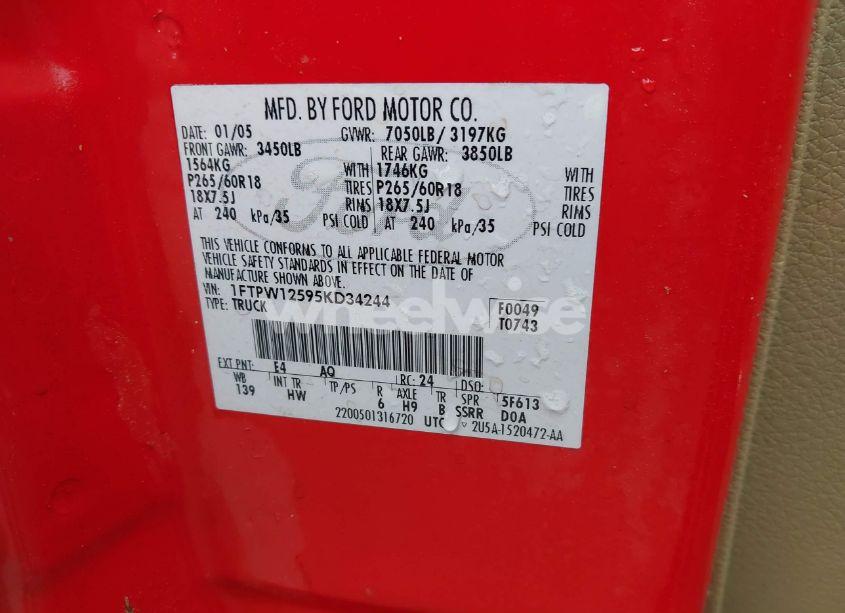 MFD. BY FORD MOTOR CO.
DATE: 01/05 GVWR: 7050LB/ 3197KG
FRONT GAWR: 3450LB REAR GAWR: 3850LB
1564KG WITH 1746KG WITH
P265/60R18 TIRES P265/60R18 TIRES
18X7.5J RIMS 18X7.5J RIMS
AT 240 kPa/35 PSI COLD AT 240 kPa/35 PSI COLD
THIS VEHICLE CONFORMS TO ALL APPLICABLE FEDERAL MOTOR
VEHICLE SAFETY STANDARDS IN EFFECT ON THE DATE OF
MANUFACTURE SHOWN ABOVE.
VIN: 1FTPW12595KD34244 F0049
TYPE: TRUCK T0743
wheelwise
EXT PNT: E4 AQ RC: 24 DSO:
WB INT TR TP/PS R AXLE TR SPR 5F613
139 HW 6 H9 B SSRR D0A
2200501316720 UTC ▽ 2U5A-1520472-AA
Ford